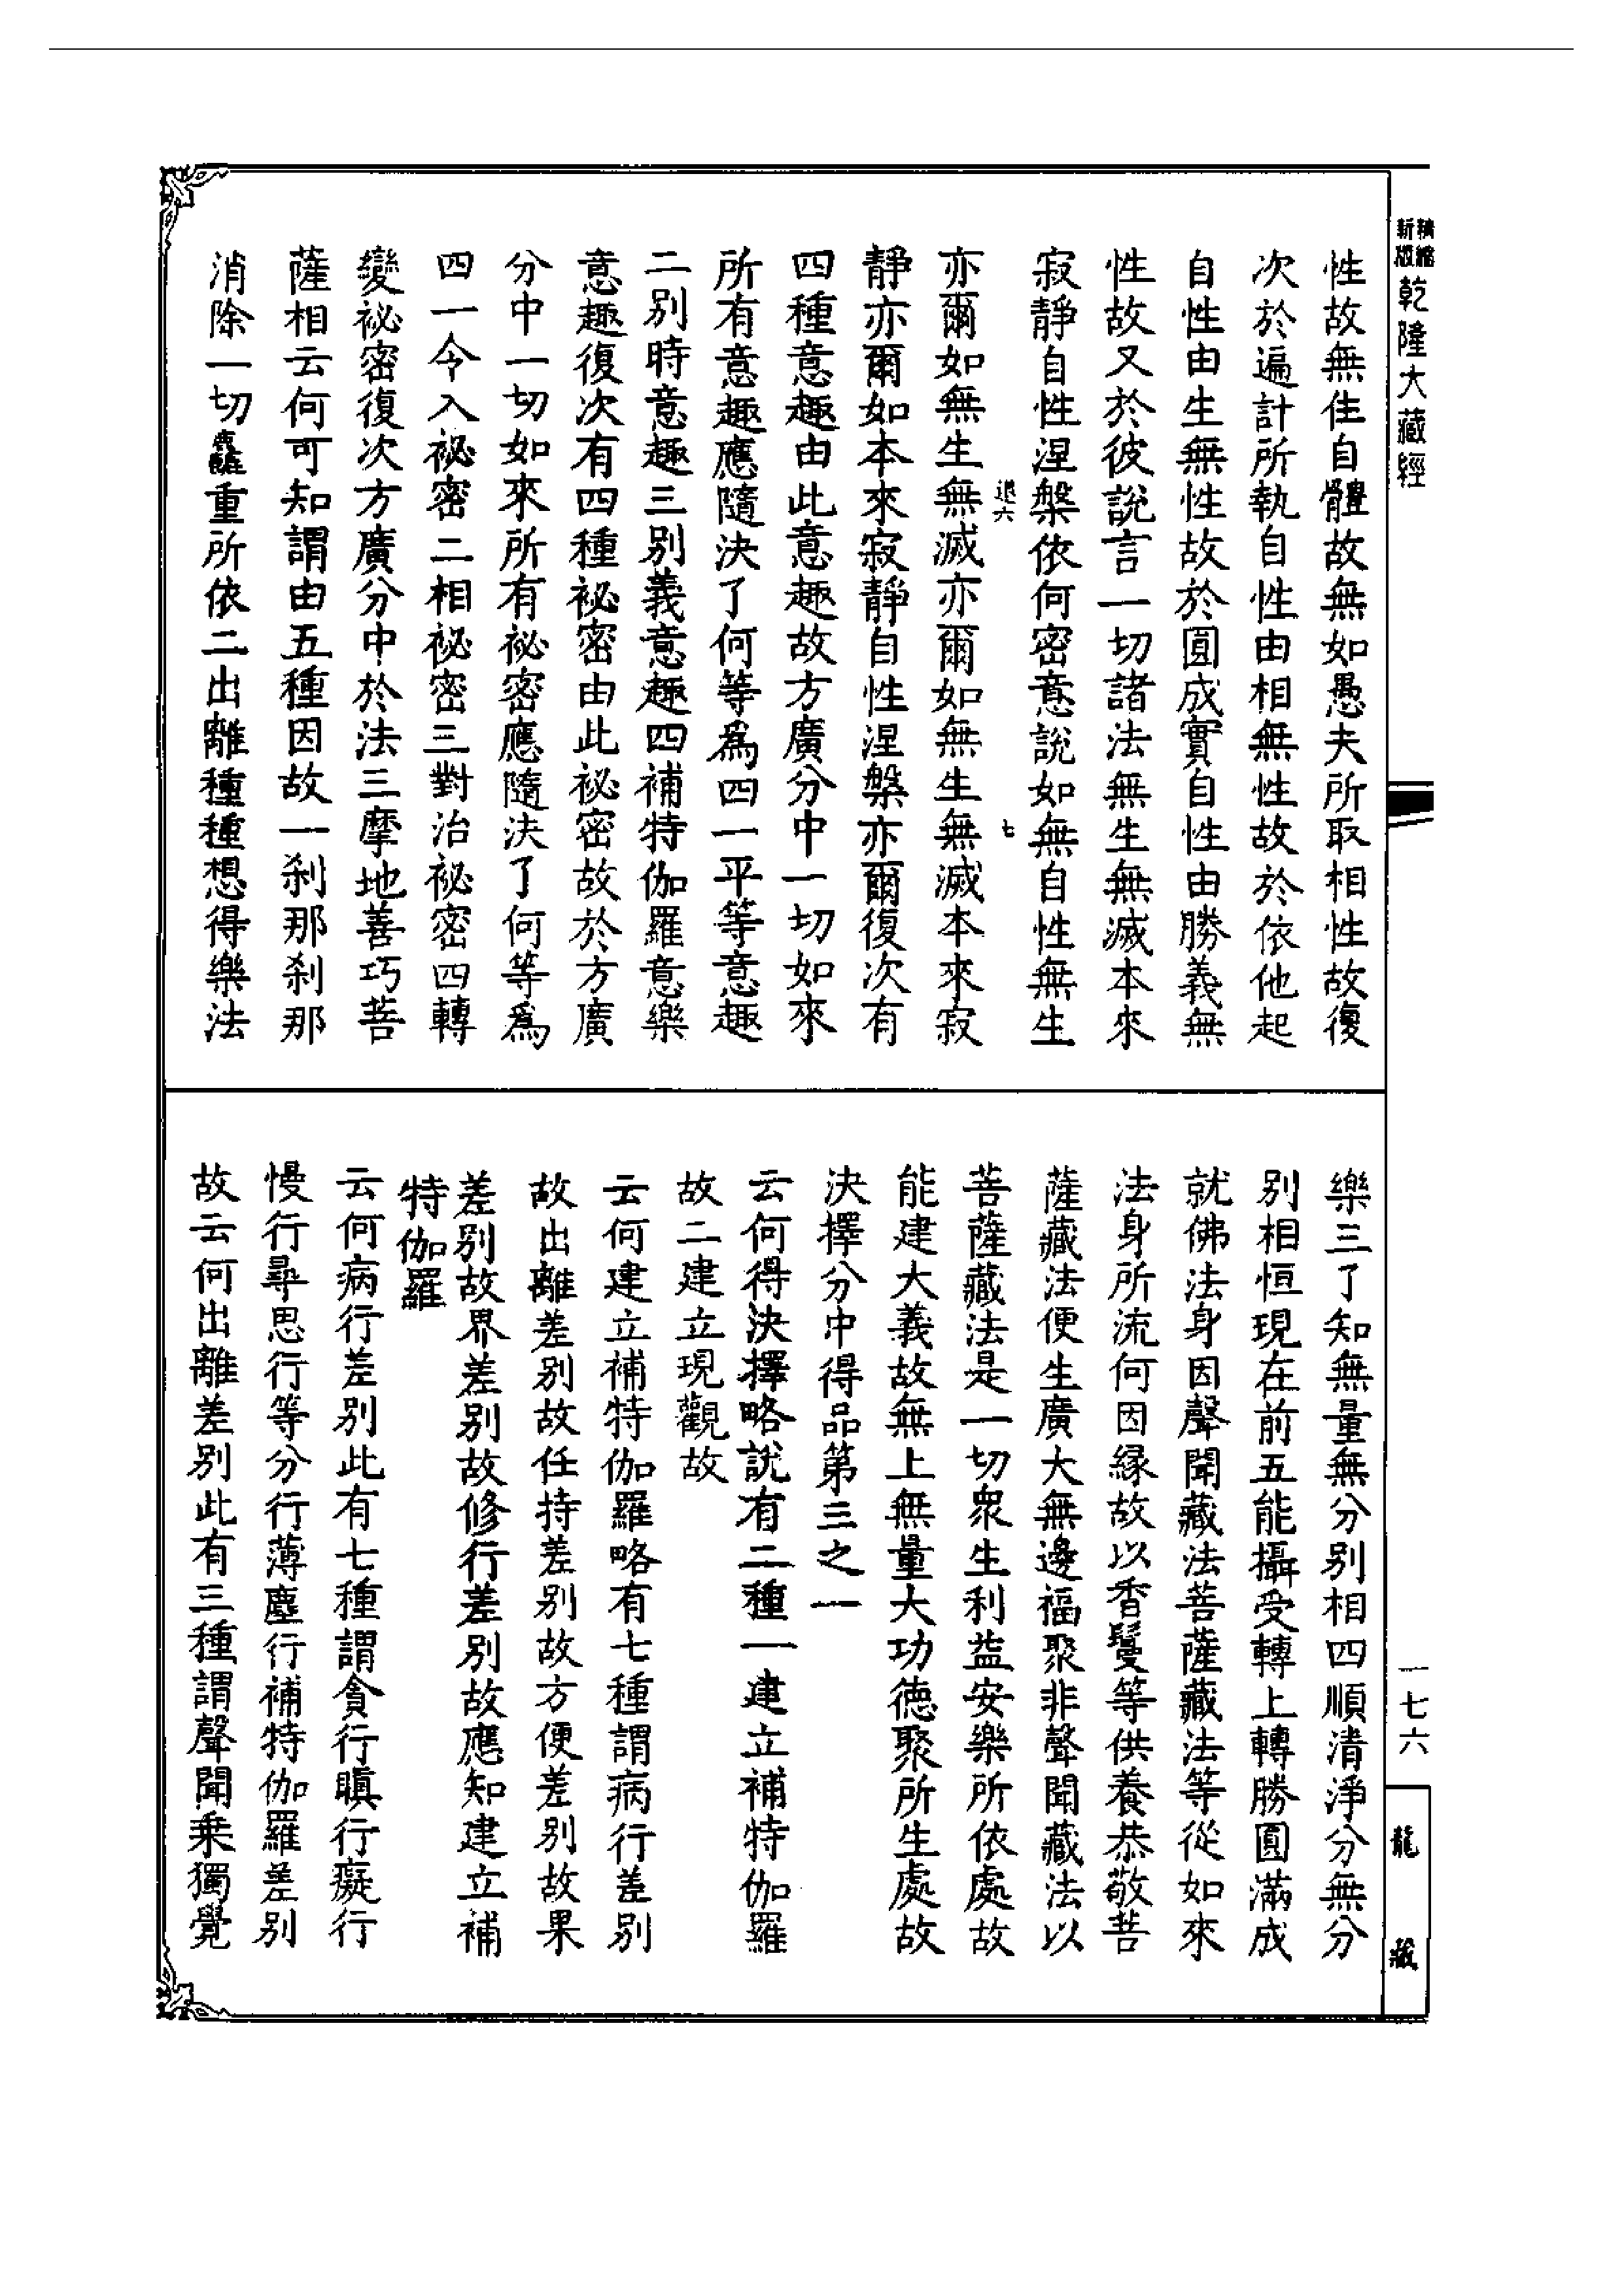 精縮新版乾隆大藏經
性故無住自體故無如愚夫所取相性故復
次於遍計所執自性由相無性故於依他起
自性由生無性故於圓成實自性由勝義無
性故又於彼說言一切諸法無生無滅本來
寂靜自性涅槃依何密意說如無自性無生
退六
七
亦爾如無生無滅亦爾如無生無滅本來寂
靜亦爾如本來寂靜自性涅槃亦爾復次有
四種意趣由此意趣故方廣分中一切如來
所有意趣應隨決了何等為四一平等意趣
二別時意趣三別義意趣四補特伽羅意樂
意趣復次有四種祕密由此祕密故於方廣
分中一切如來所有祕密應隨決了何等為
四一令入祕密二相祕密三對治祕密四轉
變祕密復次方廣分中於法三摩地善巧菩
薩相云何可知謂由五種因故一剎那剎那
消除一切麤重所依二出離種種想得樂法
樂三了知無量無分別相四順清淨分無分
別相恒現在前五能攝受轉上轉勝圓滿成
就佛法身因聲聞藏法菩薩藏法等從如來
法身所流何因緣故以香鬘等供養恭敬菩
薩藏法便生廣大無邊福聚非聲聞藏法以
菩薩藏法是一切衆生利益安樂所依處故
能建大義故無上無量大功德聚所生處故
決擇分中得品第三之一
云何得決擇略說有二種一建立補特伽羅
故二建立現觀故
云何建立補特伽羅略有七種謂病行差別
故出離差別故任持差別故方便差別故果
差別故界差別故修行差別故應知建立補
特伽羅
云何病行差別此有七種謂貪行瞋行癡行
慢行尋思行等分行薄塵行補特伽羅差別
故云何出離差別此有三種謂聲聞乘獨覺
一七六
龍藏